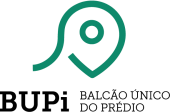 BUPi BALCÃO ÚNICO
DO PRÉDIO